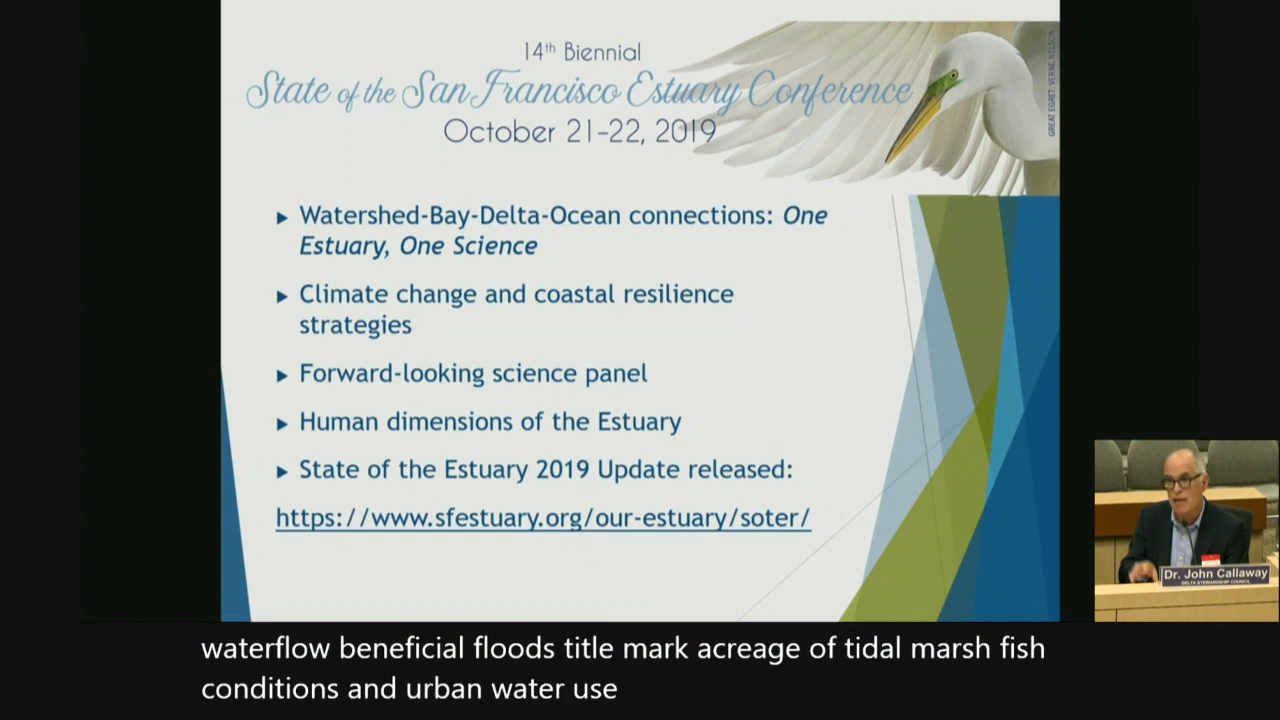 14th Biennial
State of the San Francisco Estuary Conference
October 21-22, 2019
GREAT EGRET: VERNE NELSON
▸ Watershed-Bay-Delta-Ocean connections: One
Estuary, One Science
▸ Climate change and coastal resilience
strategies
▸ Forward-looking science panel
▸ Human dimensions of the Estuary
▸ State of the Estuary 2019 Update released:
https://www.sfestuary.org/our-estuary/soter/
Dr. John Callaway
DELTA STEWARDSHIP COUNCIL
waterflow beneficial floods title mark acreage of tidal marsh fish
conditions and urban water use